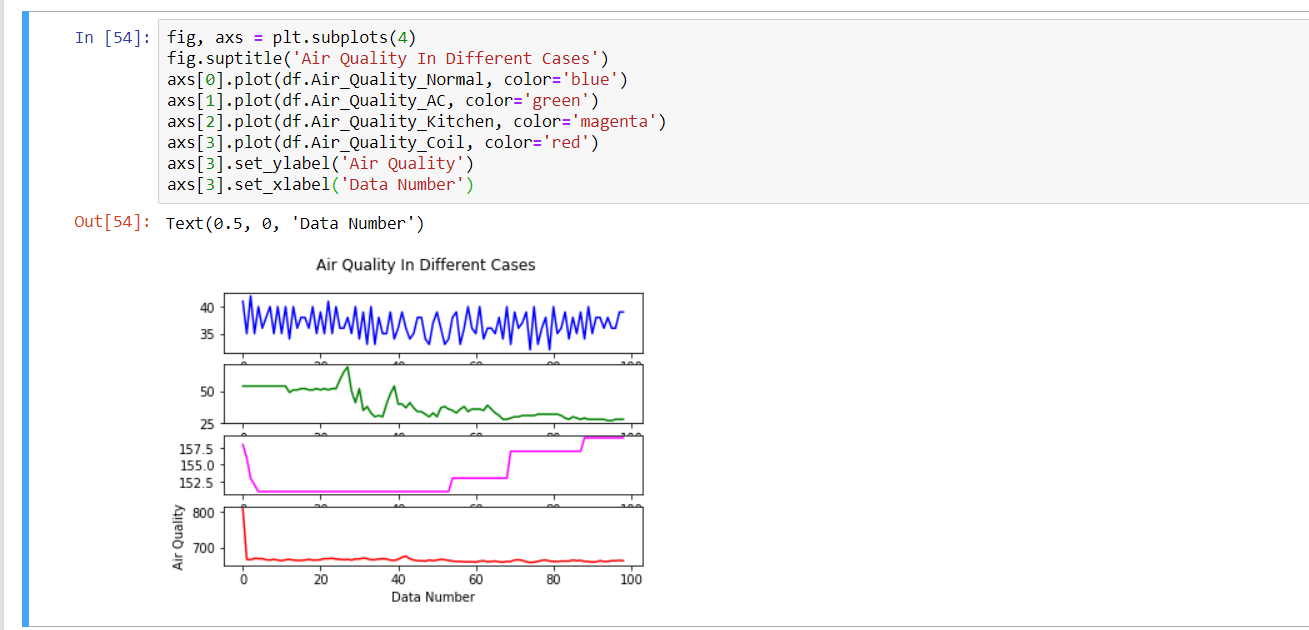 In [54]: fig, axs = plt.subplots(4)
fig.suptitle('Air Quality In Different Cases')
axs[0].plot(df.Air_Quality_Normal, color='blue')
axs[1].plot(df.Air_Quality_AC, color='green')
axs[2].plot(df.Air_Quality_Kitchen, color='magenta')
axs[3].plot(df.Air_Quality_Coil, color='red')
axs[3].set_ylabel('Air Quality')
axs[3].set_xlabel('Data Number')
Out[54]: Text(0.5, 0, 'Data Number')
Air Quality In Different Cases
40
35
50
25
157.5
155.0
152.5
Air Quality
800
700
0 20 40 60 80 100
Data Number